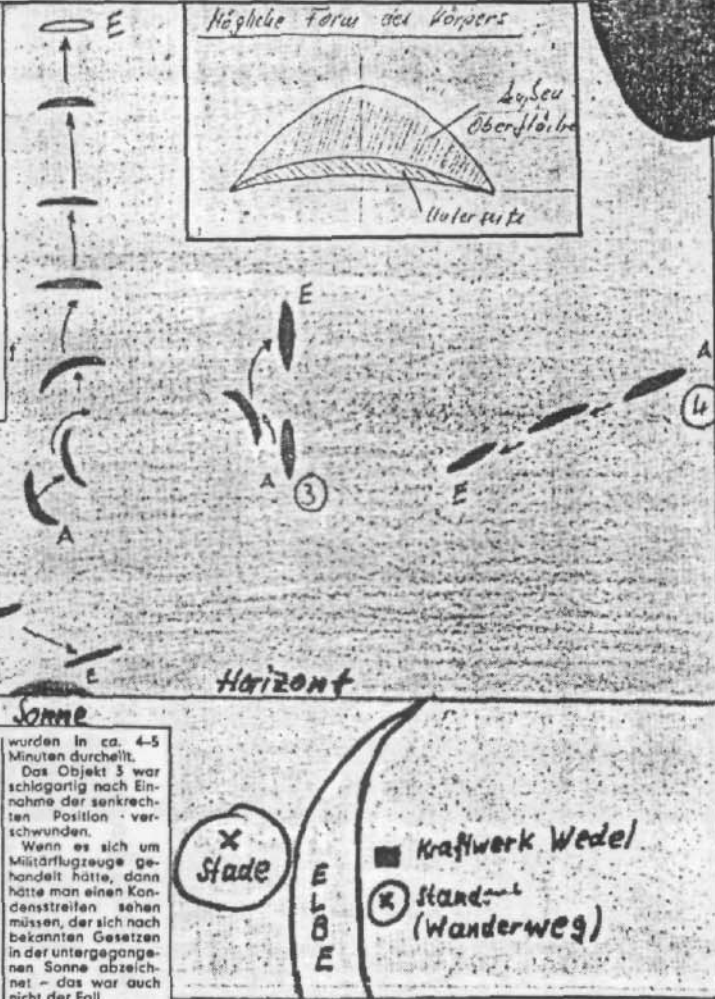 E
Mögliche Form des Körpers
Außen
Oberfläche
Unterseite
E
A
③
A
④
E
A
E
Horizont
Sonne
wurden in ca. 4–5
Minuten durcheilt.
Das Objekt 3 war
schlagartig nach Ein-
nahme der senkrech-
ten Position ver-
schwunden.
Wenn es sich um
Militärflugzeuge ge-
handelt hätte, dann
hätte man einen Kon-
densstreifen sehen
müssen, der sich nach
bekannten Gesetzen
in der untergegange-
nen Sonne abzeich-
net – das war auch
nicht der Fall
x
Stade
E
L
B
E
Kraftwerk Wedel
x
(Wanderweg)